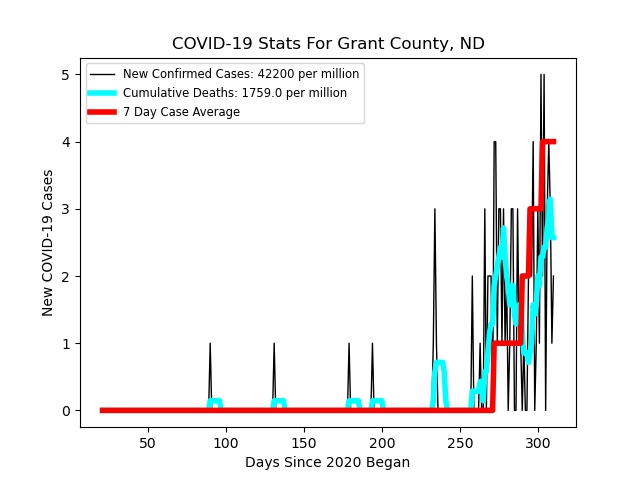 COVID-19 Stats For Grant County, ND
New Confirmed Cases: 42200 per million
Cumulative Deaths: 1759.0 per million
7 Day Case Average
New COVID-19 Cases
5
4
3
2
1
0
50 100 150 200 250 300
Days Since 2020 Began